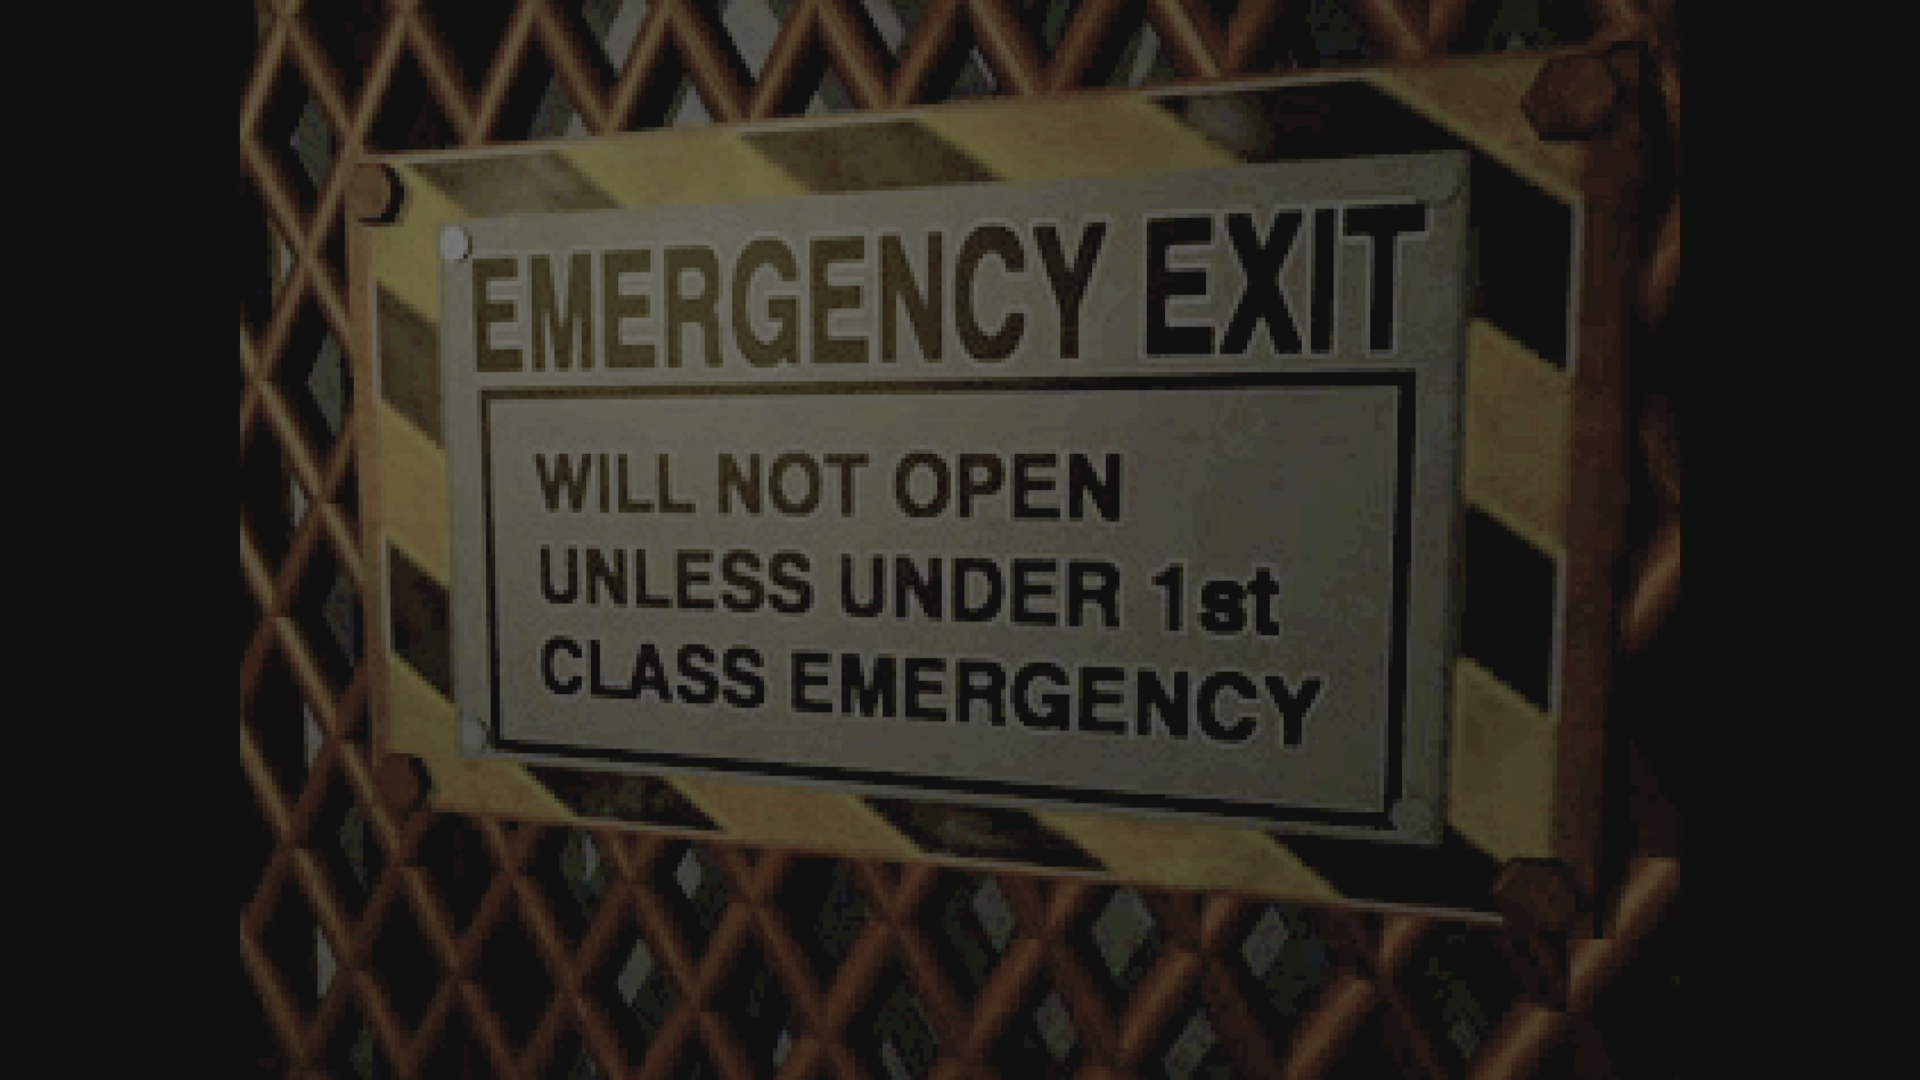 EMERGENCY EXIT
WILL NOT OPEN
UNLESS UNDER 1st
CLASS EMERGENCY